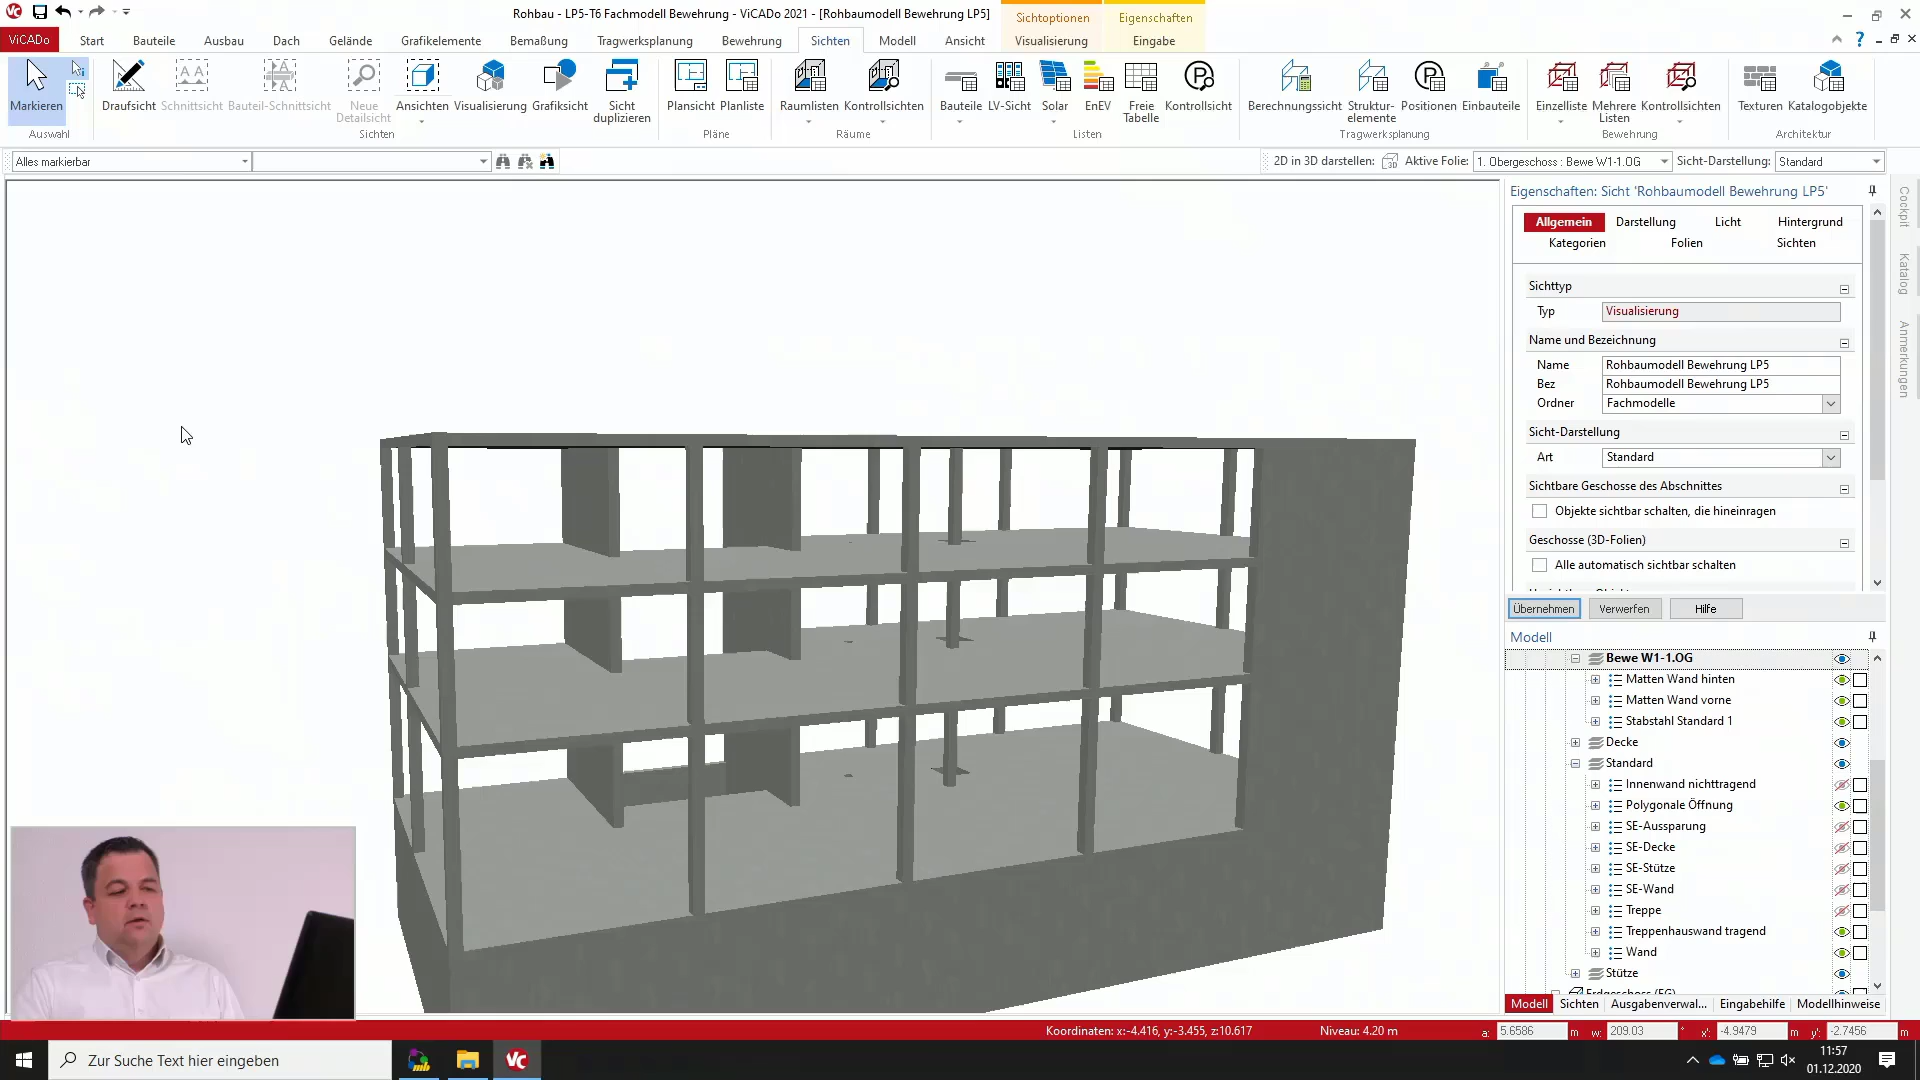 Rohbau - LP5-T6 Fachmodell Bewehrung - ViCADo 2021 - [Rohbaumodell Bewehrung LP5]
Sichtoptionen
Eigenschaften
ViCADo
Start
Bauteile
Ausbau
Dach
Gelände
Grafikelemente
Bemaßung
Tragwerksplanung
Bewehrung
Sichten
Modell
Ansicht
Visualisierung
Eingabe
Markieren
Draufsicht
Schnittsicht
Bauteil-Schnittsicht
Neue
Detailsicht
Ansichten
Visualisierung
Grafiksicht
Sicht
duplizieren
Plansicht
Planliste
Raumlisten
Kontrollsichten
Bauteile
LV-Sicht
Solar
EnEV
Freie
Tabelle
Kontrollsicht
Berechnungssicht
Struktur-
elemente
Positionen
Einbauteile
Einzelliste
Mehrere
Listen
Kontrollsichten
Texturen
Katalogobjekte
Auswahl
Sichten
Pläne
Räume
Listen
Tragwerksplanung
Bewehrung
Architektur
Alles markierbar
2D in 3D darstellen:
Aktive Folie:
1. Obergeschoss : Bewe W1-1.OG
Sicht-Darstellung:
Standard
Eigenschaften: Sicht 'Rohbaumodell Bewehrung LP5'
Allgemein
Darstellung
Licht
Hintergrund
Kategorien
Folien
Sichten
Sichttyp
Typ
Visualisierung
Name und Bezeichnung
Name
Rohbaumodell Bewehrung LP5
Bez
Rohbaumodell Bewehrung LP5
Ordner
Fachmodelle
Sicht-Darstellung
Art
Standard
Sichtbare Geschosse des Abschnittes
Objekte sichtbar schalten, die hineinragen
Geschosse (3D-Folien)
Alle automatisch sichtbar schalten
Übernehmen
Verwerfen
Hilfe
Cockpit
Katalog
Anmerkungen
Modell
Bewe W1-1.OG
Matten Wand hinten
Matten Wand vorne
Stabstahl Standard 1
Decke
Standard
Innenwand nichttragend
Polygonale Öffnung
SE-Aussparung
SE-Decke
SE-Stütze
SE-Wand
Treppe
Treppenhauswand tragend
Wand
Stütze
Erdgeschoss (EG)
Modell
Sichten
Ausgabenverwal...
Eingabehilfe
Modellhinweise
Koordinaten: x:-4.416, y:-3.455, z:10.617
Niveau: 4.20 m
a: 5.6586 m
w: 209.03 °
x': -4.9479 m
y': -2.7456 m
Zur Suche Text hier eingeben
11:57
01.12.2020